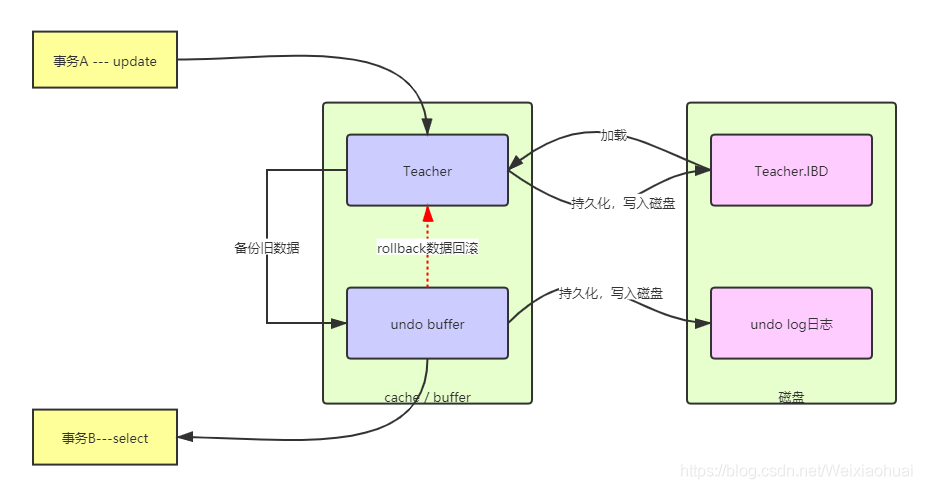 事务A --- update
加载
Teacher
Teacher.IBD
持久化，写入磁盘
备份旧数据
rollback数据回滚
持久化，写入磁盘
undo buffer
undo log日志
cache / buffer
磁盘
事务B---select
https://blog.csdn.net/Weixiaohuai